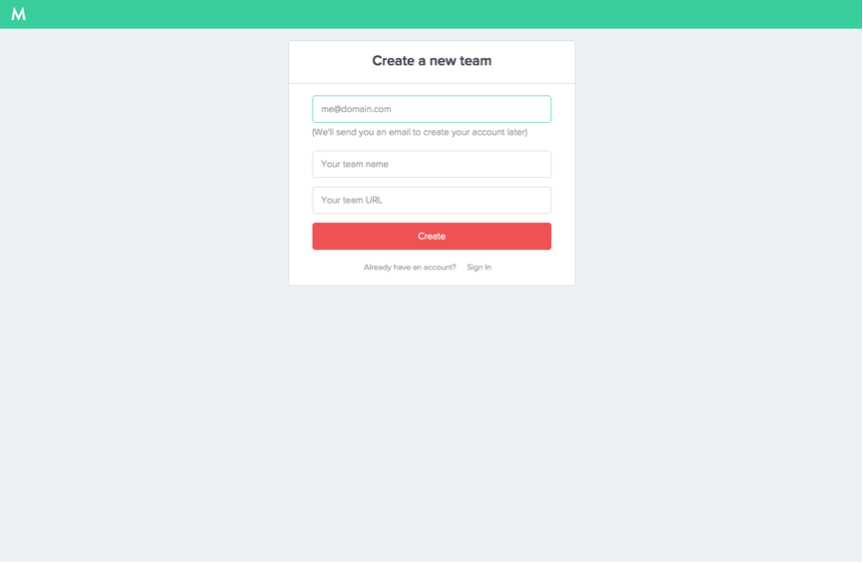 M
Create a new team
me@domain.com
(We'll send you an email to create your account later)
Your team name
Your team URL
Create
Already have an account? Sign In